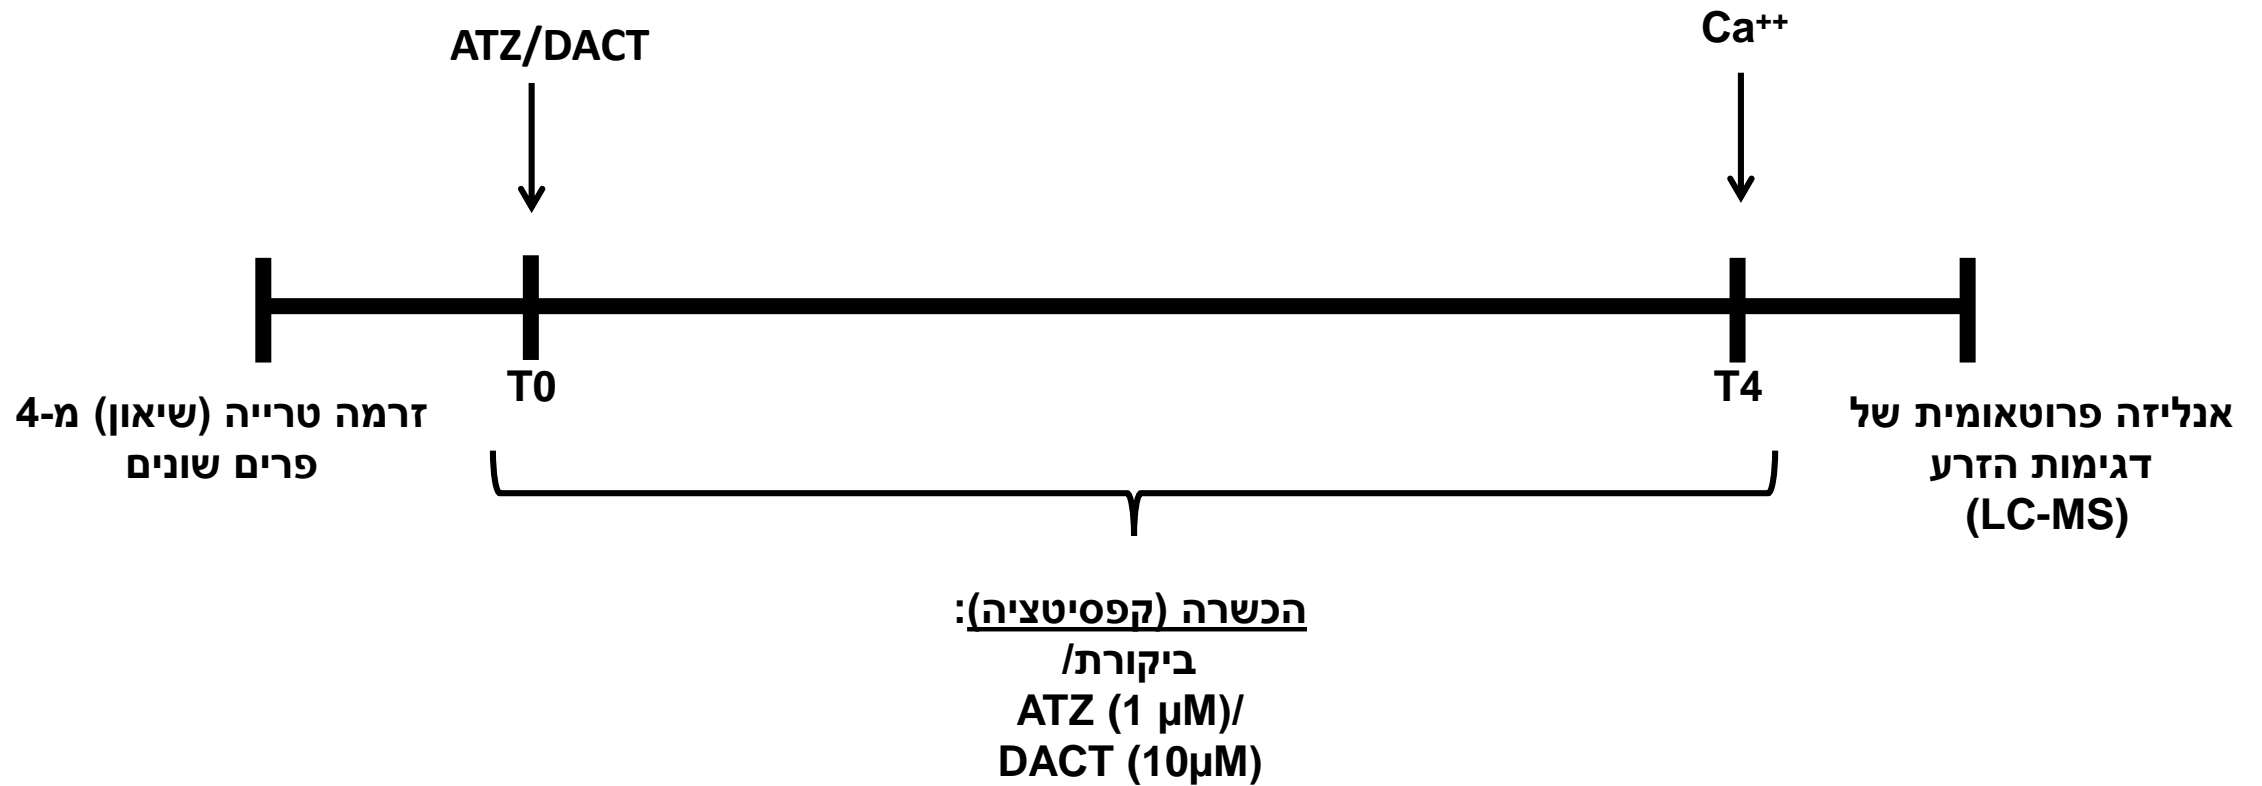 ATZ/DACT
Ca⁺⁺
T0
T4
זרמה טרייה (שיאון) מ-4
פרים שונים
אנליזה פרוטאומית של
דגימות הזרע
(LC-MS)
הכשרה (קפסיטציה):
ביקורת/
ATZ (1 µM)/
DACT (10µM)